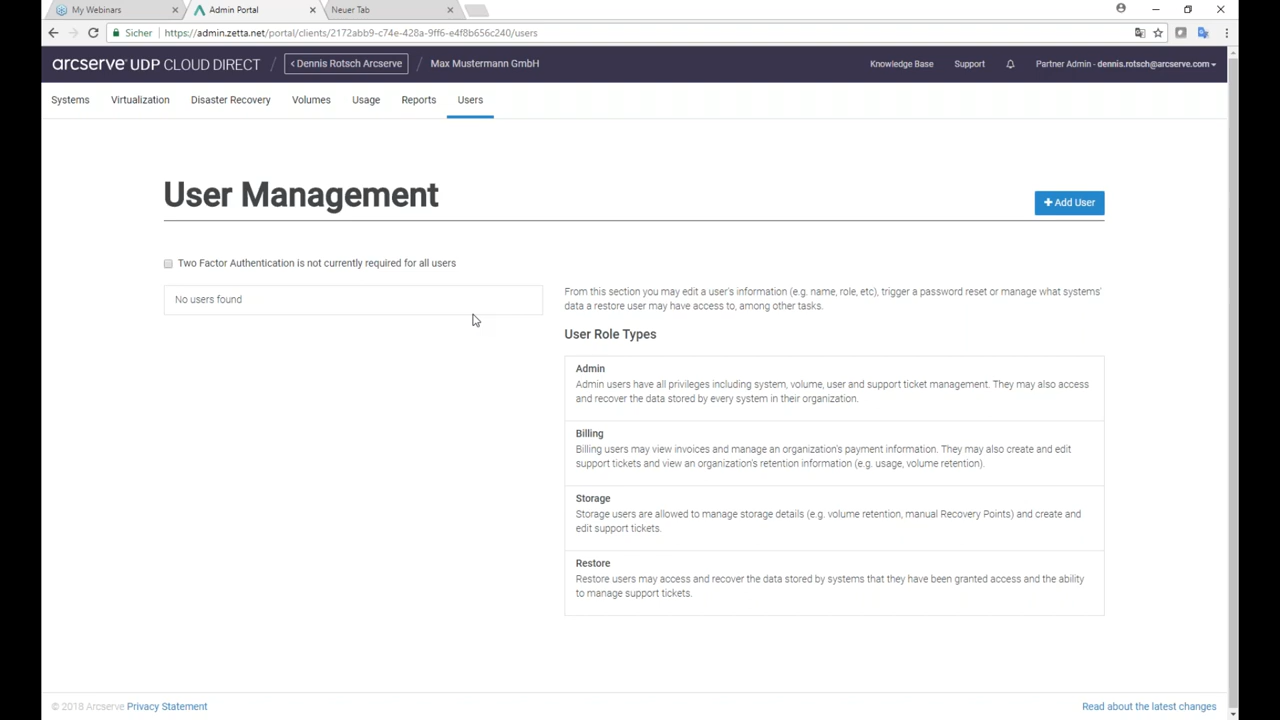 My Webinars
Admin Portal
Neuer Tab
Sicher
https://admin.zetta.net/portal/clients/2172abb9-c74e-428a-9ff6-e4f8b656c240/users
arcserve UDP CLOUD DIRECT / < Dennis Rotsch Arcserve / Max Mustermann GmbH
Knowledge Base
Support
Partner Admin - dennis.rotsch@arcserve.com
Systems
Virtualization
Disaster Recovery
Volumes
Usage
Reports
Users
User Management
+ Add User
Two Factor Authentication is not currently required for all users
No users found
From this section you may edit a user's information (e.g. name, role, etc), trigger a password reset or manage what systems'
data a restore user may have access to, among other tasks.
User Role Types
Admin
Admin users have all privileges including system, volume, user and support ticket management. They may also access
and recover the data stored by every system in their organization.
Billing
Billing users may view invoices and manage an organization's payment information. They may also create and edit
support tickets and view an organization's retention information (e.g. usage, volume retention).
Storage
Storage users are allowed to manage storage details (e.g. volume retention, manual Recovery Points) and create and
edit support tickets.
Restore
Restore users may access and recover the data stored by systems that they have been granted access and the ability
to manage support tickets.
© 2018 Arcserve Privacy Statement
Read about the latest changes